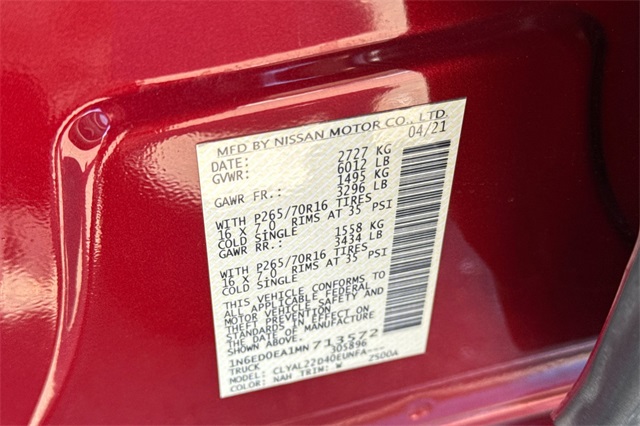 MFD BY NISSAN MOTOR CO., LTD.
DATE: 04/21
GVWR: 2727 KG
6012 LB
GAWR FR.: 1495 KG
3296 LB
WITH P265/70R16 TIRES
16 X 7.0 RIMS AT 35 PSI
COLD SINGLE
GAWR RR.: 1558 KG
3434 LB
WITH P265/70R16 TIRES
16 X 7.0 RIMS AT 35 PSI
COLD SINGLE
THIS VEHICLE CONFORMS TO
ALL APPLICABLE FEDERAL
MOTOR VEHICLE SAFETY AND
THEFT PREVENTION
STANDARDS IN EFFECT ON
THE DATE OF MANUFACTURE
SHOWN ABOVE.
1N6ED0EA1MN713572
TRUCK 305896
MODEL: CLYAL22D40EUNFA---
COLOR: NAH TRIM: W 2500A